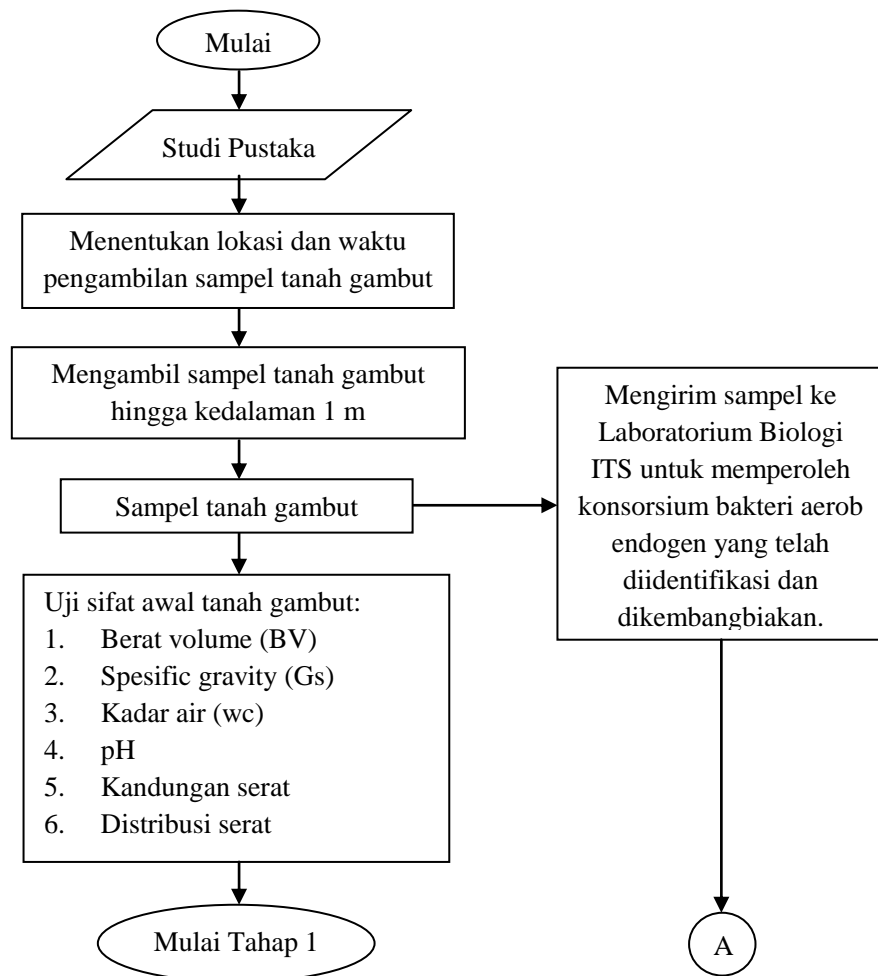 Mulai
Studi Pustaka
Menentukan lokasi dan waktu
pengambilan sampel tanah gambut
Mengambil sampel tanah gambut
hingga kedalaman 1 m
Sampel tanah gambut
Mengirim sampel ke
Laboratorium Biologi
ITS untuk memperoleh
konsorsium bakteri aerob
endogen yang telah
diidentifikasi dan
dikembangbiakan.
Uji sifat awal tanah gambut:
1. Berat volume (BV)
2. Spesific gravity (Gs)
3. Kadar air (wc)
4. pH
5. Kandungan serat
6. Distribusi serat
Mulai Tahap 1
A